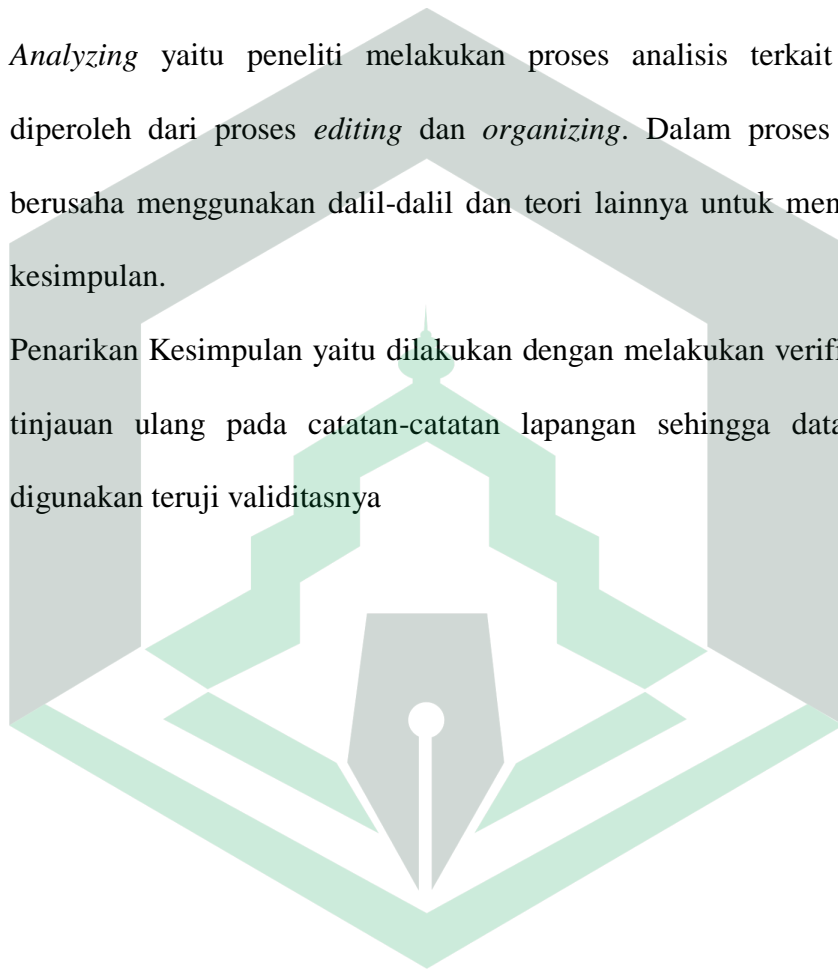 Analyzing yaitu peneliti melakukan proses analisis terkait
diperoleh dari proses editing dan organizing. Dalam proses
berusaha menggunakan dalil-dalil dan teori lainnya untuk
kesimpulan.
Penarikan Kesimpulan yaitu dilakukan dengan melakukan
tinjauan ulang pada catatan-catatan lapangan sehingga data
digunakan teruji validitasnya